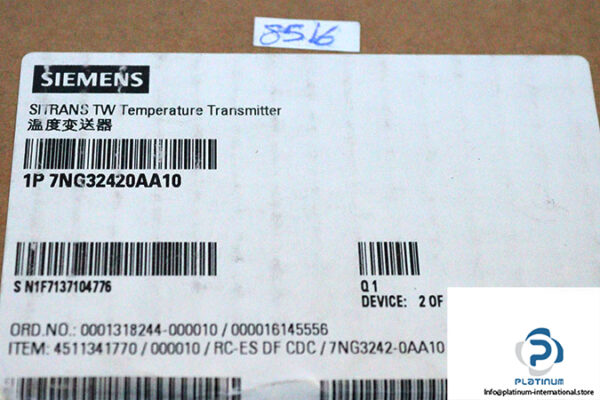 8516
SIEMENS
SITRANS TW Temperature Transmitter
温度变送器
1P 7NG32420AA10
S N1F7137104776
Q 1
DEVICE: 2 OF
ORD.NO.: 0001318244-000010 / 000016145556
ITEM: 4511341770 / 000010 / RC-ES DF CDC / 7NG3242-0AA10
PLATINUM
Info@platinum-international.store